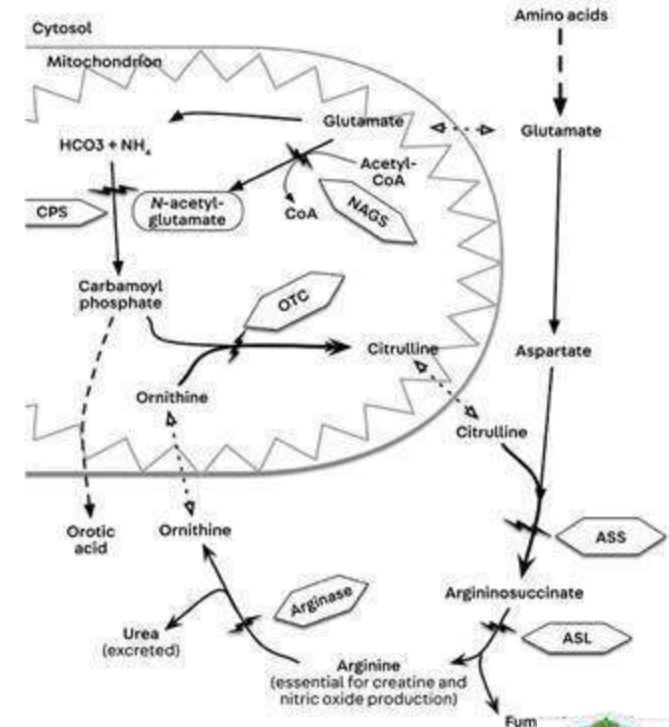 Amino acids
Cytosol
Mitochondrion
Glutamate
Glutamate
HCO3 + NH4
Acetyl-
CoA
N-acetyl-
glutamate
CoA
NAGS
CPS
Carbamoyl
phosphate
OTC
Citrulline
Aspartate
Ornithine
Citrulline
Orotic
acid
Ornithine
ASS
Argininosuccinate
Arginase
Urea
(excreted)
ASL
Arginine
(essential for creatine and
nitric oxide production)
Fum